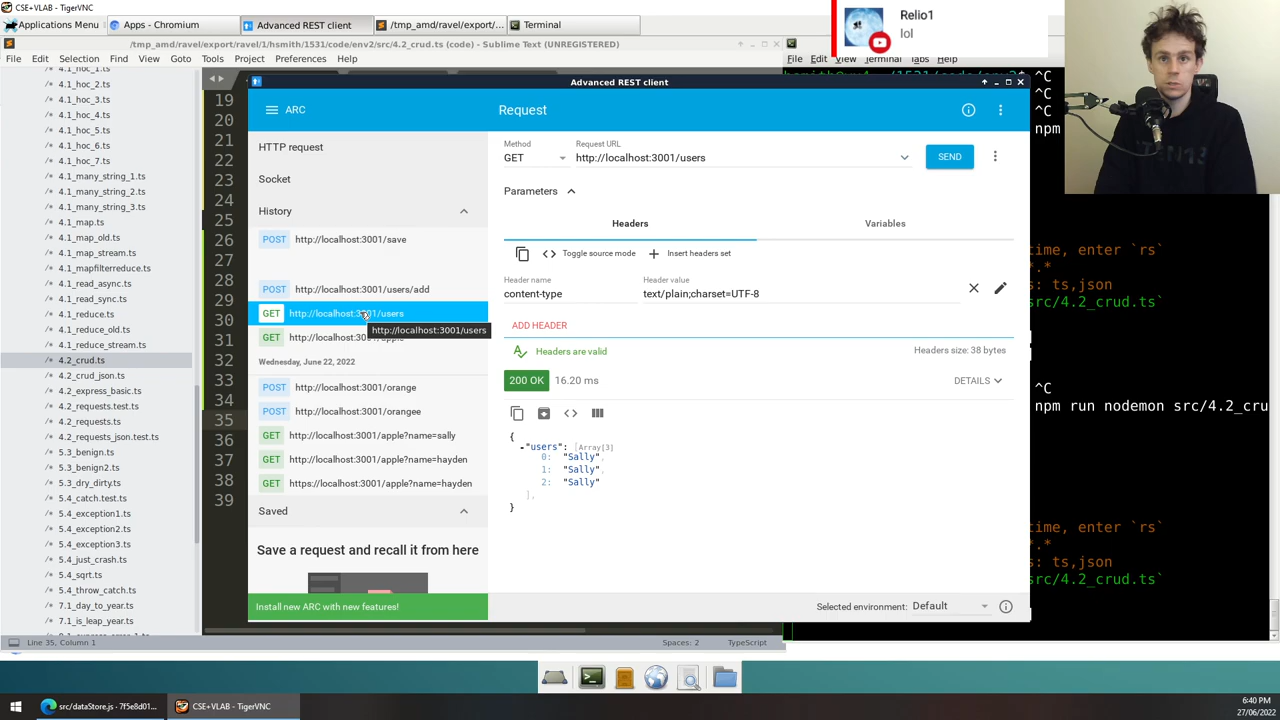 CSE+VLAB - TigerVNC
Applications Menu
Apps - Chromium
Advanced REST client
/tmp_amd/ravel/export/...
Terminal
/tmp_amd/ravel/export/ravel/1/hsmith/1531/code/env2/src/4.2_crud.ts (code) - Sublime Text (UNREGISTERED)
File Edit Selection Find View Goto Tools Project Preferences Help
File Edit View Terminal Tabs Help
Relio1
lol
4.1_hoc_1.ts
4.1_hoc_2.ts
4.1_hoc_3.ts
4.1_hoc_4.ts
4.1_hoc_5.ts
4.1_hoc_6.ts
4.1_hoc_7.ts
4.1_many_string_1.ts
4.1_many_string_2.ts
4.1_many_string_3.ts
4.1_map.ts
4.1_map_old.ts
4.1_map_stream.ts
4.1_mapfilterreduce.ts
4.1_read_async.ts
4.1_read_sync.ts
4.1_reduce.ts
4.1_reduce_old.ts
4.1_reduce_stream.ts
4.2_crud.ts
4.2_crud_json.ts
4.2_express_basic.ts
4.2_requests.test.ts
4.2_requests.ts
4.2_requests_json.test.ts
5.3_benign.ts
5.3_benign2.ts
5.3_dry_dirty.ts
5.4_catch.test.ts
5.4_exception1.ts
5.4_exception2.ts
5.4_exception3.ts
5.4_just_crash.ts
5.4_sqrt.ts
5.4_throw_catch.ts
7.1_day_to_year.ts
7.1_is_leap_year.ts
19
20
21
22
23
24
25
26
27
28
29
30
31
32
33
34
35
36
37
38
39
Advanced REST client
ARC
Request
HTTP request
Socket
History
POST http://localhost:3001/save
POST http://localhost:3001/users/add
GET http://localhost:3001/users
http://localhost:3001/users
GET http://localhost:3001/apple
Wednesday, June 22, 2022
POST http://localhost:3001/orange
POST http://localhost:3001/orangee
GET http://localhost:3001/apple?name=sally
GET http://localhost:3001/apple?name=hayden
GET https://localhost:3001/apple?name=hayden
Saved
Save a request and recall it from here
Install new ARC with new features!
Method
GET
Request URL
http://localhost:3001/users
SEND
Parameters
Headers
Variables
Toggle source mode
Insert headers set
Header name
content-type
Header value
text/plain;charset=UTF-8
ADD HEADER
Headers are valid
Headers size: 38 bytes
200 OK
16.20 ms
DETAILS
{
"users": [Array[3]
0: "Sally",
1: "Sally",
2: "Sally"
],
}
Selected environment: Default
^C
^C
^C
npm
time, enter `rs`
*.*
s: ts,json
src/4.2_crud.ts`
^C
npm run nodemon src/4.2_cru
time, enter `rs`
*.*
s: ts,json
src/4.2_crud.ts`
Line 35, Column 1
Spaces: 2
TypeScript
src/dataStore.js · 7f5e8d01...
CSE+VLAB - TigerVNC
6:40 PM
27/06/2022